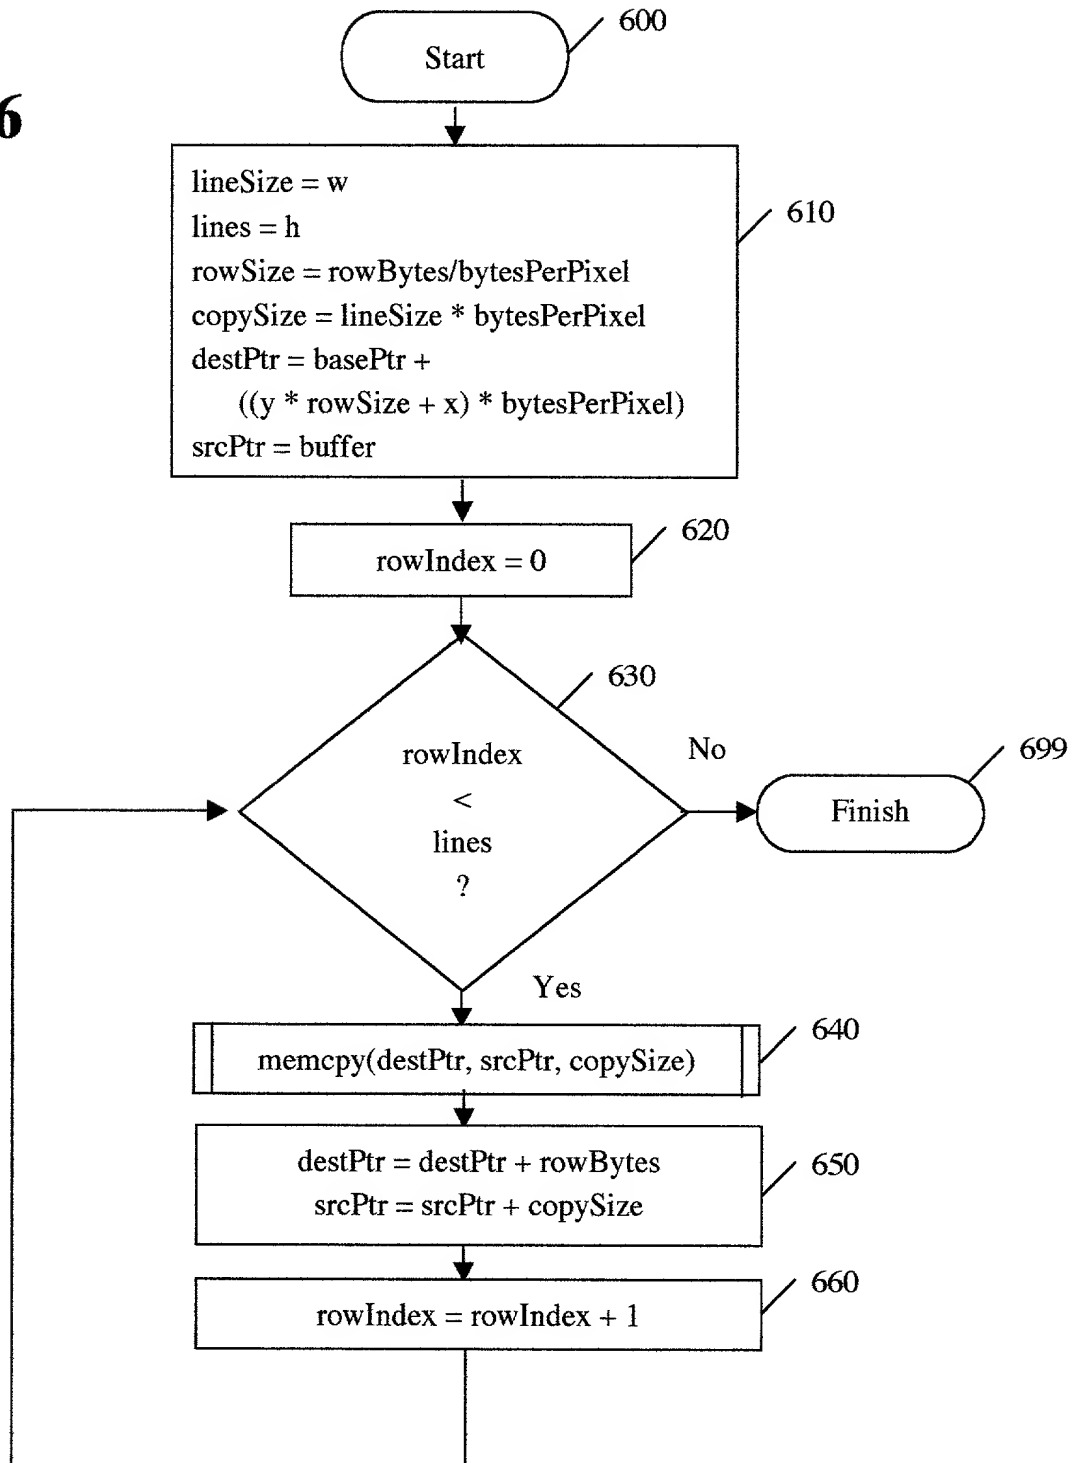 600
Start
6
lineSize = w
lines = h
rowSize = rowBytes/bytesPerPixel
copySize = lineSize * bytesPerPixel
destPtr = basePtr +
((y * rowSize + x) * bytesPerPixel)
srcPtr = buffer
610
620
rowIndex = 0
630
rowIndex
<
lines
?
No
699
Finish
Yes
640
memcpy(destPtr, srcPtr, copySize)
destPtr = destPtr + rowBytes
srcPtr = srcPtr + copySize
650
660
rowIndex = rowIndex + 1